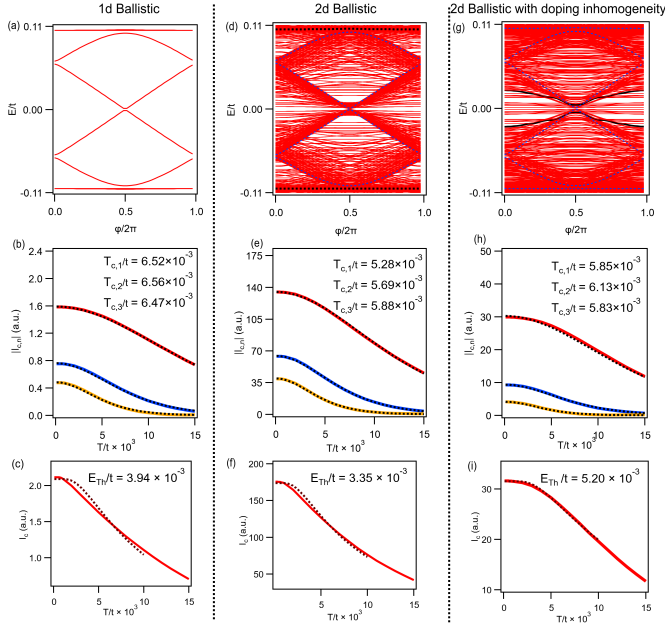 1d Ballistic
2d Ballistic
2d Ballistic with doping inhomogeneity
(a)
0.11
E/t
0.00
-0.11
0.0 0.5 1.0
φ/2π
(d)
0.11
E/t
0.00
-0.11
0.0 0.5 1.0
φ/2π
(g)
0.11
E/t
0.00
-0.11
0.0 0.5 1.0
φ/2π
(b)
2.4
2.0
1.6
1.2
0.8
0.4
0.0
||c,n| (a.u.)
T_c,1/t = 6.52×10^-3
T_c,2/t = 6.56×10^-3
T_c,3/t = 6.47×10^-3
0 5 10 15
T/t × 10^3
(e)
175
140
105
70
35
0
||c,n| (a.u.)
T_c,1/t = 5.28×10^-3
T_c,2/t = 5.69×10^-3
T_c,3/t = 5.88×10^-3
0 5 10 15
T/t × 10^3
(h)
50
40
30
20
10
0
||c,n| (a.u.)
T_c,1/t = 5.85×10^-3
T_c,2/t = 6.13×10^-3
T_c,3/t = 5.83×10^-3
0 5 10 15
T/t × 10^3
(c)
2.0
1.5
1.0
I_c (a.u.)
E_Th/t = 3.94 × 10^-3
0 5 10 15
T/t × 10^3
(f)
200
150
100
50
I_c (a.u.)
E_Th/t = 3.35 × 10^-3
5 10 15
T/t × 10^3
(i)
30
20
10
I_c (a.u.)
E_Th/t = 5.20 × 10^-3
0 5 10 15
T/t × 10^3